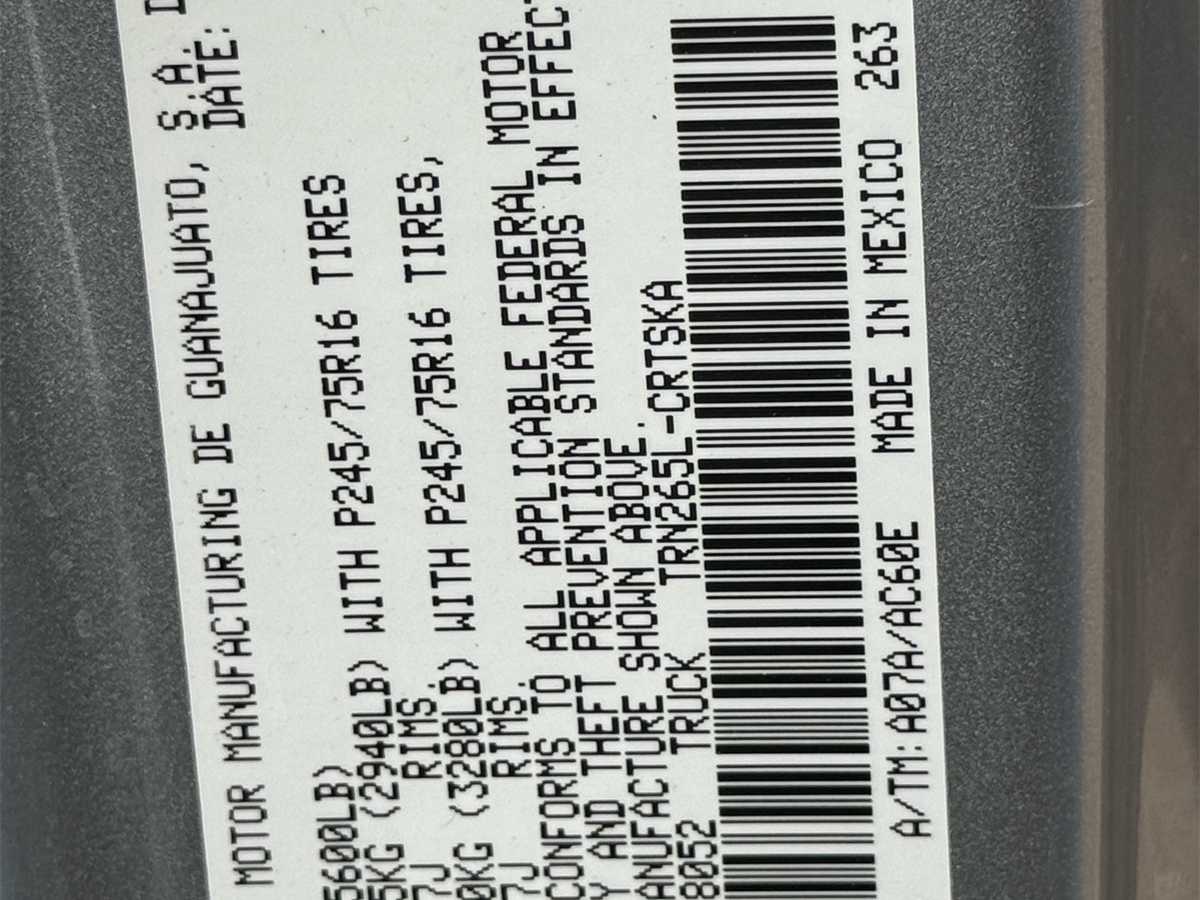 MOTOR MANUFACTURING DE GUANAJUATO, S.A.
DATE:
5600LB)
5KG (2940LB) WITH P245/75R16 TIRES
7J RIMS.
0KG (3280LB) WITH P245/75R16 TIRES,
7J RIMS.
CONFORMS TO ALL APPLICABLE FEDERAL MOTOR
Y AND THEFT PREVENTION STANDARDS IN EFFEC
ANUFACTURE SHOWN ABOVE.
8052 TRUCK TRN265L-CRTSKA
A/TM:A07A/AC60E MADE IN MEXICO 263